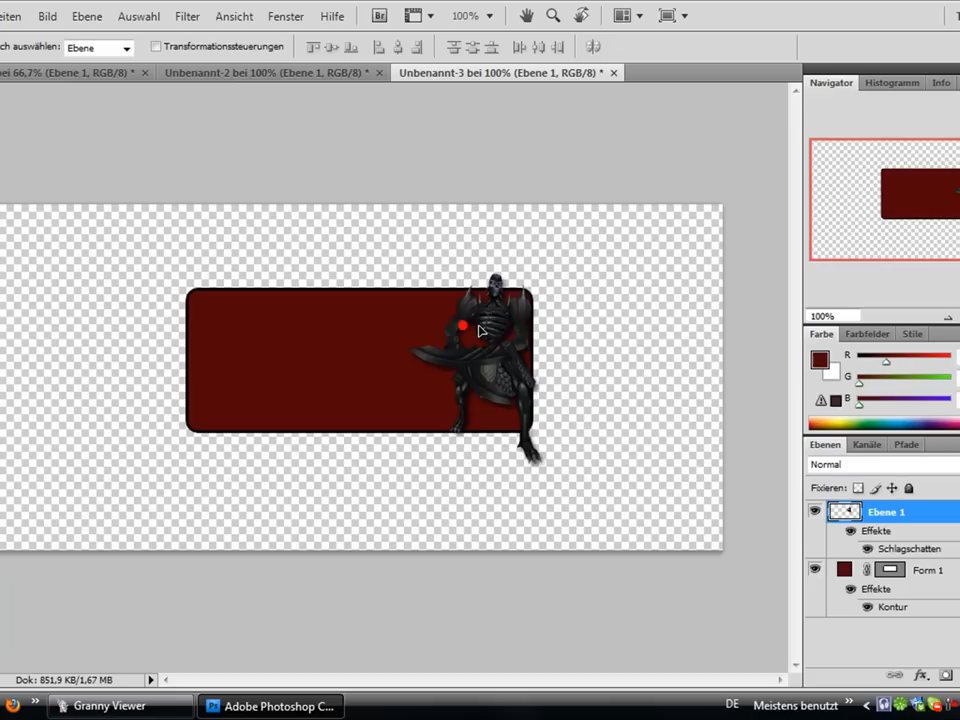 eiten Bild Ebene Auswahl Filter Ansicht Fenster Hilfe Br 100%
ch auswählen: Ebene Transformationssteuerungen
bei 66,7% (Ebene 1, RGB/8) * Unbenannt-2 bei 100% (Ebene 1, RGB/8) * Unbenannt-3 bei 100% (Ebene 1, RGB/8) *
Navigator Histogramm Info
100%
Farbe Farbfelder Stile
R
G
B
Ebenen Kanäle Pfade
Normal
Fixieren:
Ebene 1
Effekte
Schlagschatten
Form 1
Effekte
Kontur
Dok: 851,9 KB/1,67 MB
fx.
Granny Viewer
Ps Adobe Photoshop C...
DE
Meistens benutzt